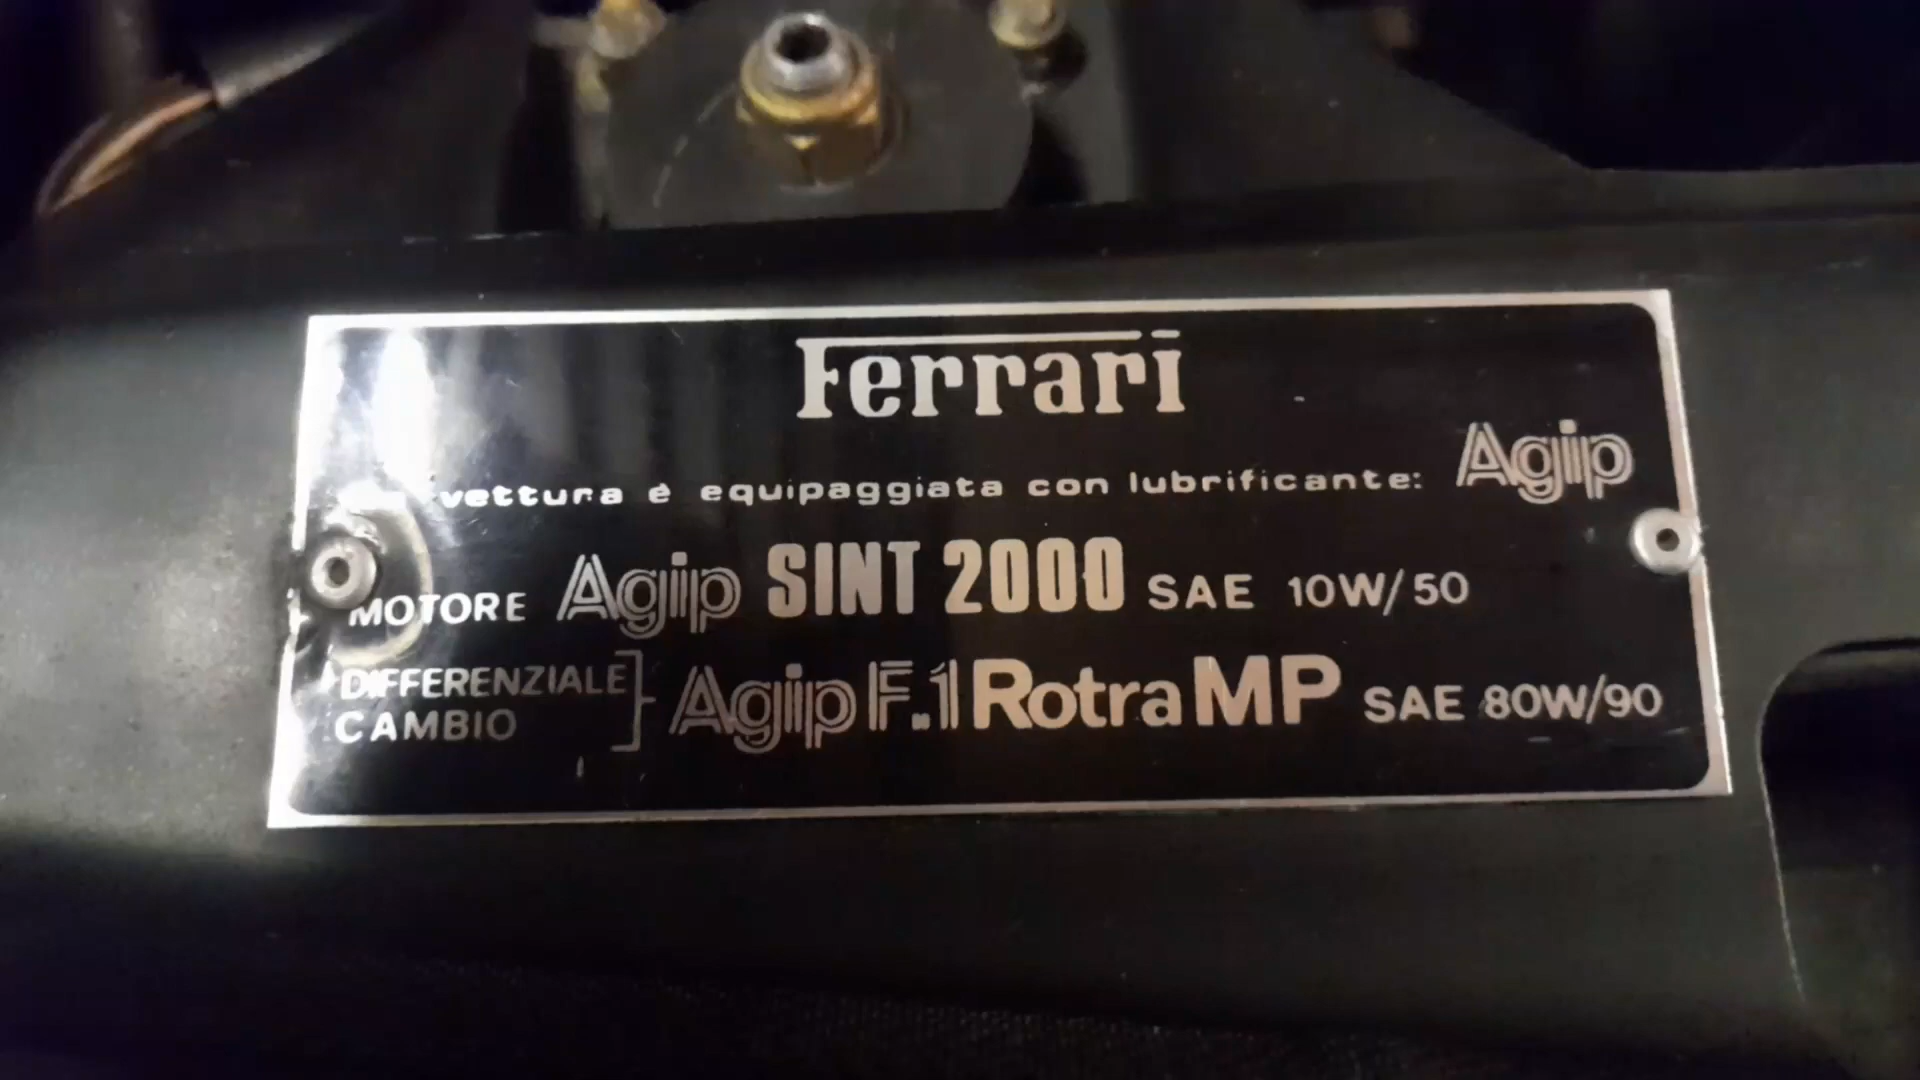 Ferrari
vettura è equipaggiata con lubrificante: Agip
MOTORE Agip SINT 2000 SAE 10W/50
DIFFERENZIALE
CAMBIO
Agip F.1 Rotra MP SAE 80W/90